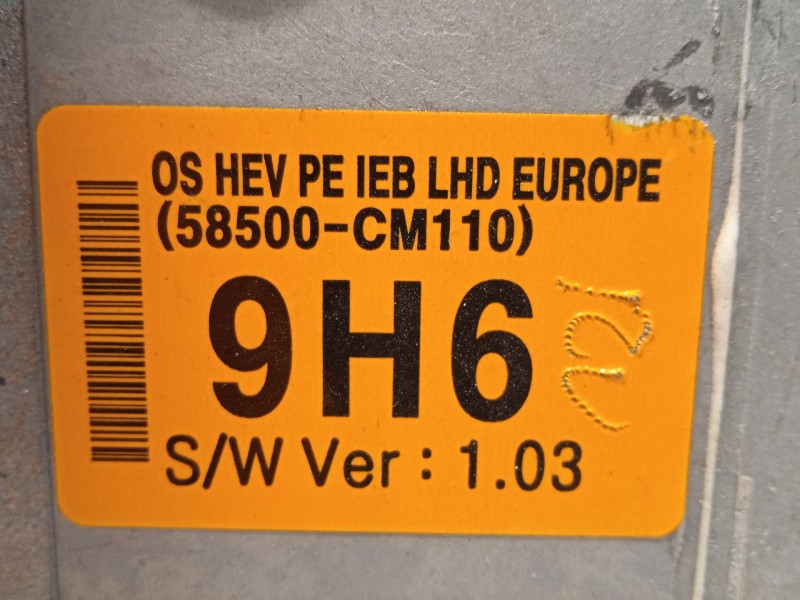 OS HEV PE IEB LHD EUROPE
(58500-CM110)
9H6
S/W Ver : 1.03